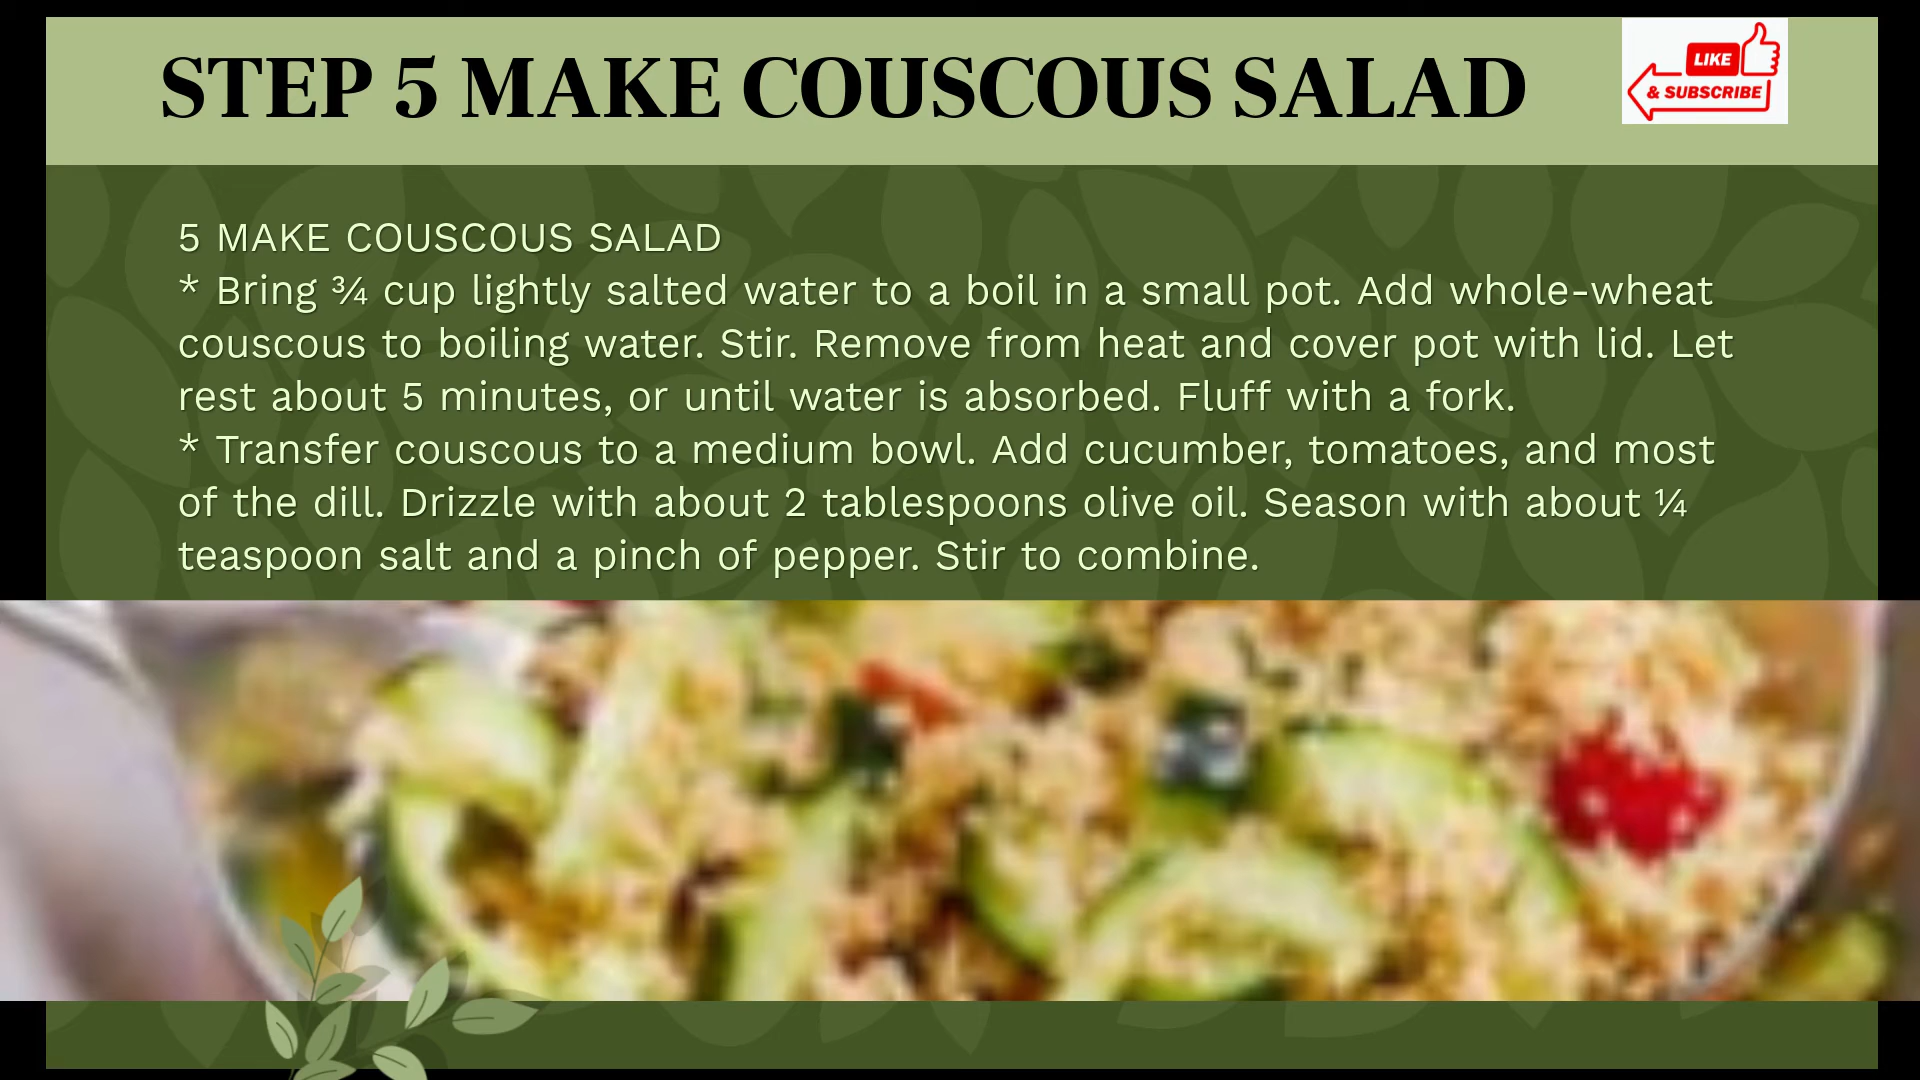 STEP 5 MAKE COUSCOUS SALAD
LIKE
& SUBSCRIBE
5 MAKE COUSCOUS SALAD
* Bring ¾ cup lightly salted water to a boil in a small pot. Add whole-wheat
couscous to boiling water. Stir. Remove from heat and cover pot with lid. Let
rest about 5 minutes, or until water is absorbed. Fluff with a fork.
* Transfer couscous to a medium bowl. Add cucumber, tomatoes, and most
of the dill. Drizzle with about 2 tablespoons olive oil. Season with about ¼
teaspoon salt and a pinch of pepper. Stir to combine.